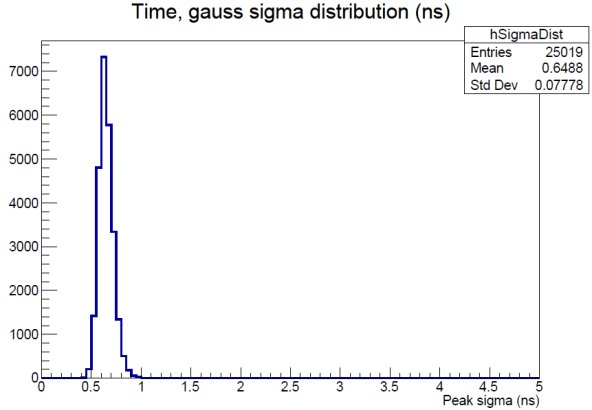 Time, gauss sigma distribution (ns)
hSigmaDist
Entries 25019
Mean 0.6488
Std Dev 0.07778
7000
6000
5000
4000
3000
2000
1000
0
0 0.5 1 1.5 2 2.5 3 3.5 4 4.5 5
Peak sigma (ns)